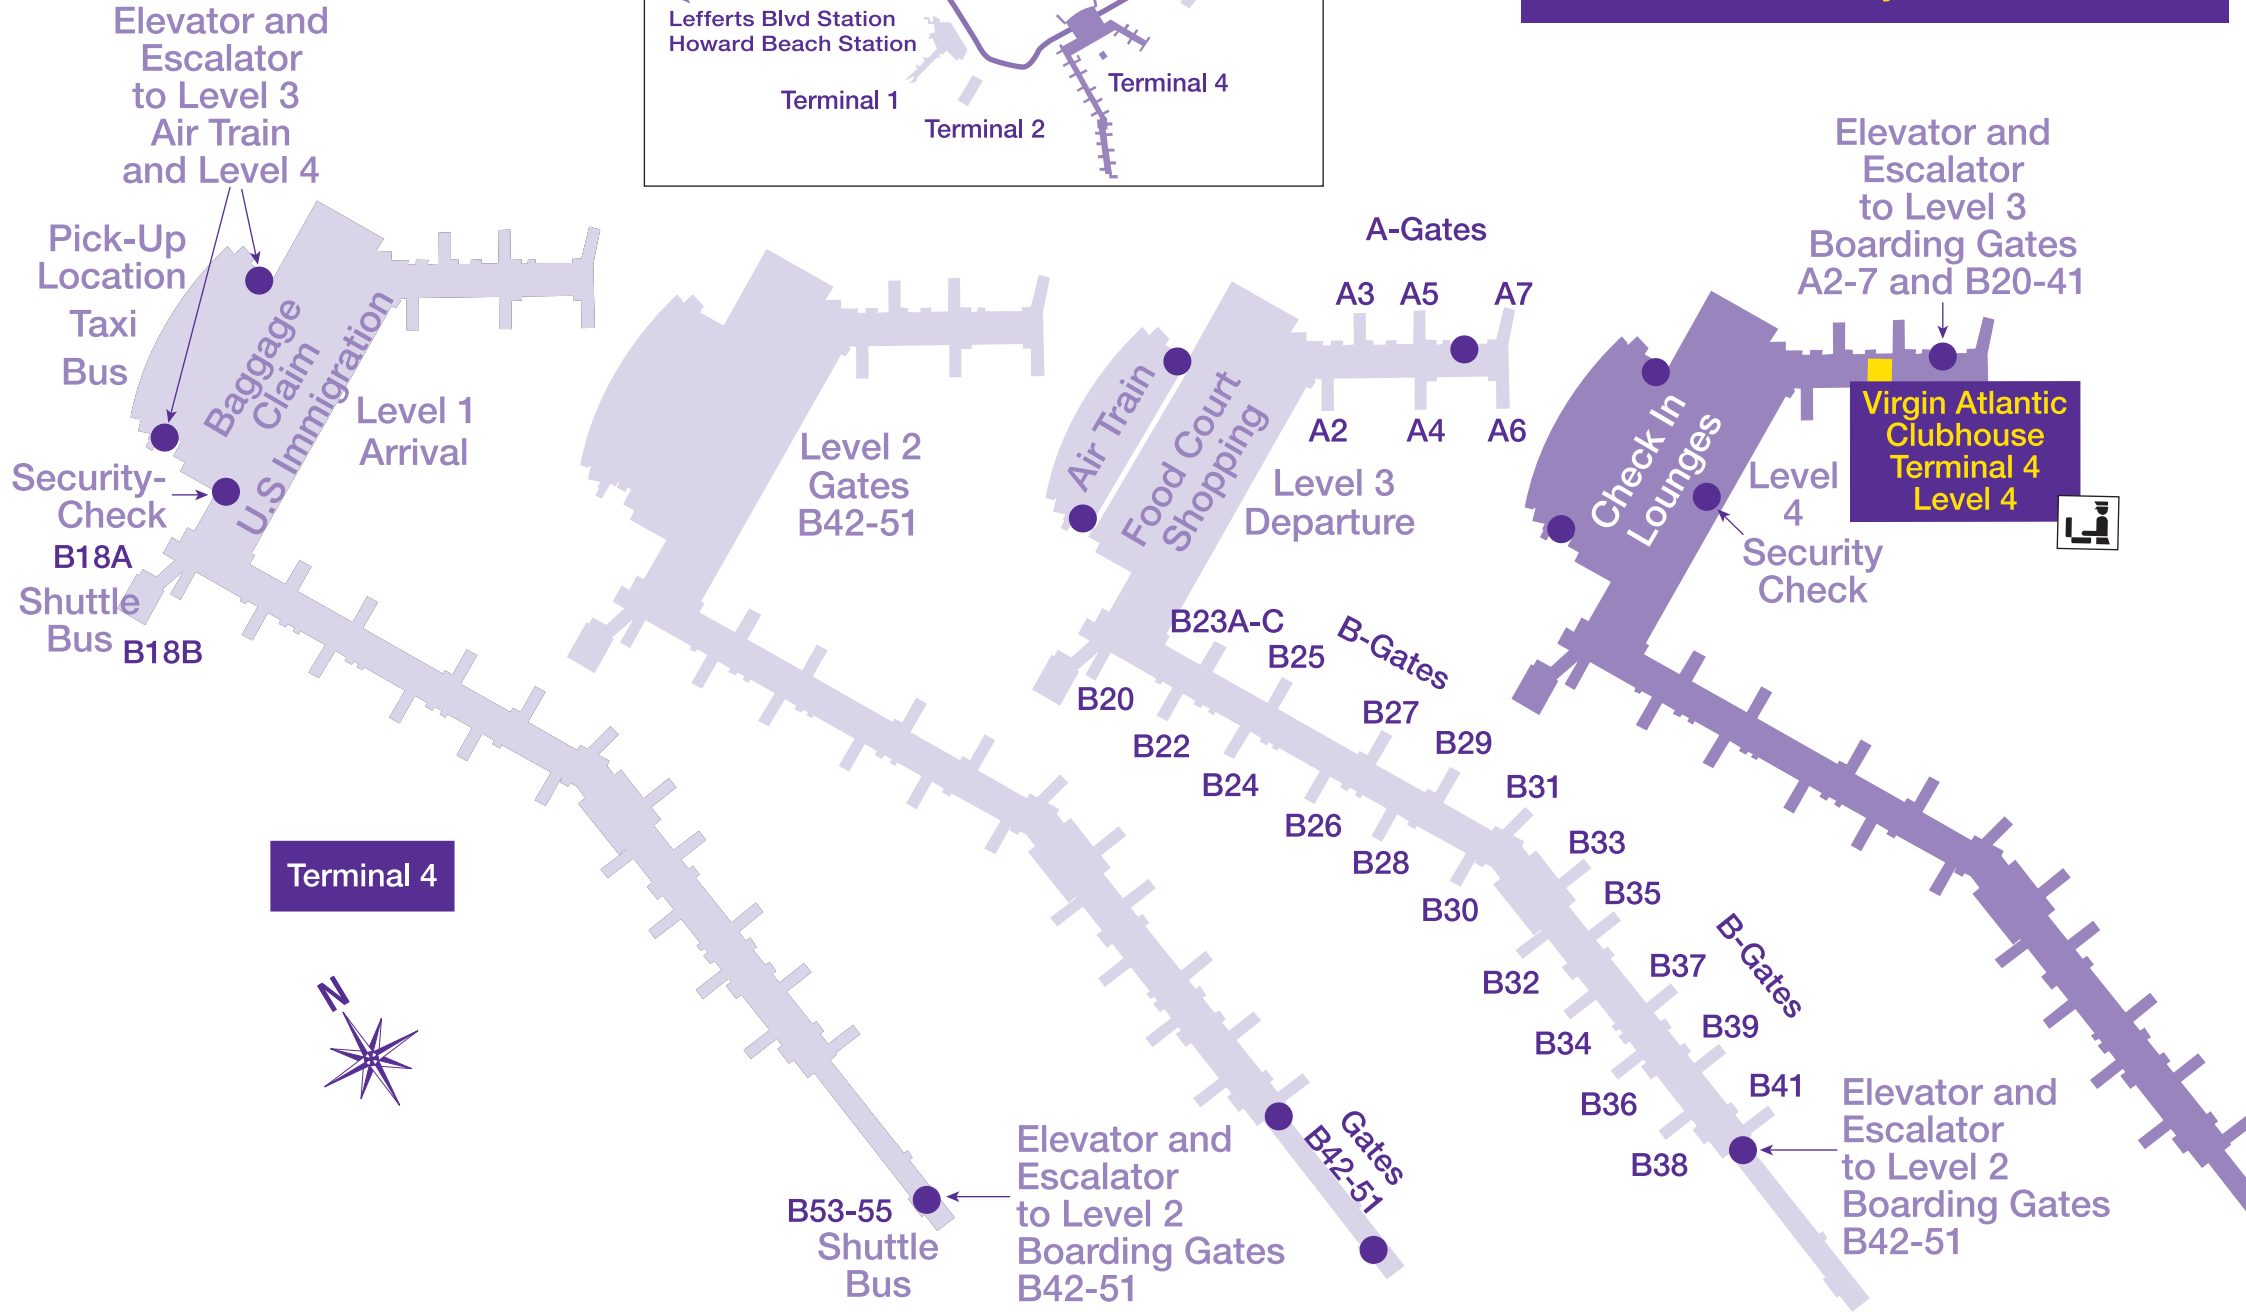 Elevator and
Escalator
to Level 3
Air Train
and Level 4
Lefferts Blvd Station
Howard Beach Station
Terminal 1
Terminal 2
Terminal 4
Elevator and
Escalator
to Level 3
Boarding Gates
A2-7 and B20-41
Pick-Up
Location
Taxi
Bus
Baggage
Claim
U.S Immigration
Level 1
Arrival
Security-
Check
B18A
Shuttle
Bus
B18B
Level 2
Gates
B42-51
A-Gates
A3
A5
A7
A2
A4
A6
Air Train
Food Court
Shopping
Level 3
Departure
Check In
Lounges
Level
4
Virgin Atlantic
Clubhouse
Terminal 4
Level 4
Security
Check
B23A-C
B25
B-Gates
B27
B29
B31
B33
B35
B-Gates
B37
B39
B41
B20
B22
B24
B26
B28
B30
B32
B34
B36
B38
Terminal 4
N
B53-55
Shuttle
Bus
Elevator and
Escalator
to Level 2
Boarding Gates
B42-51
Gates
B42-51
Elevator and
Escalator
to Level 2
Boarding Gates
B42-51